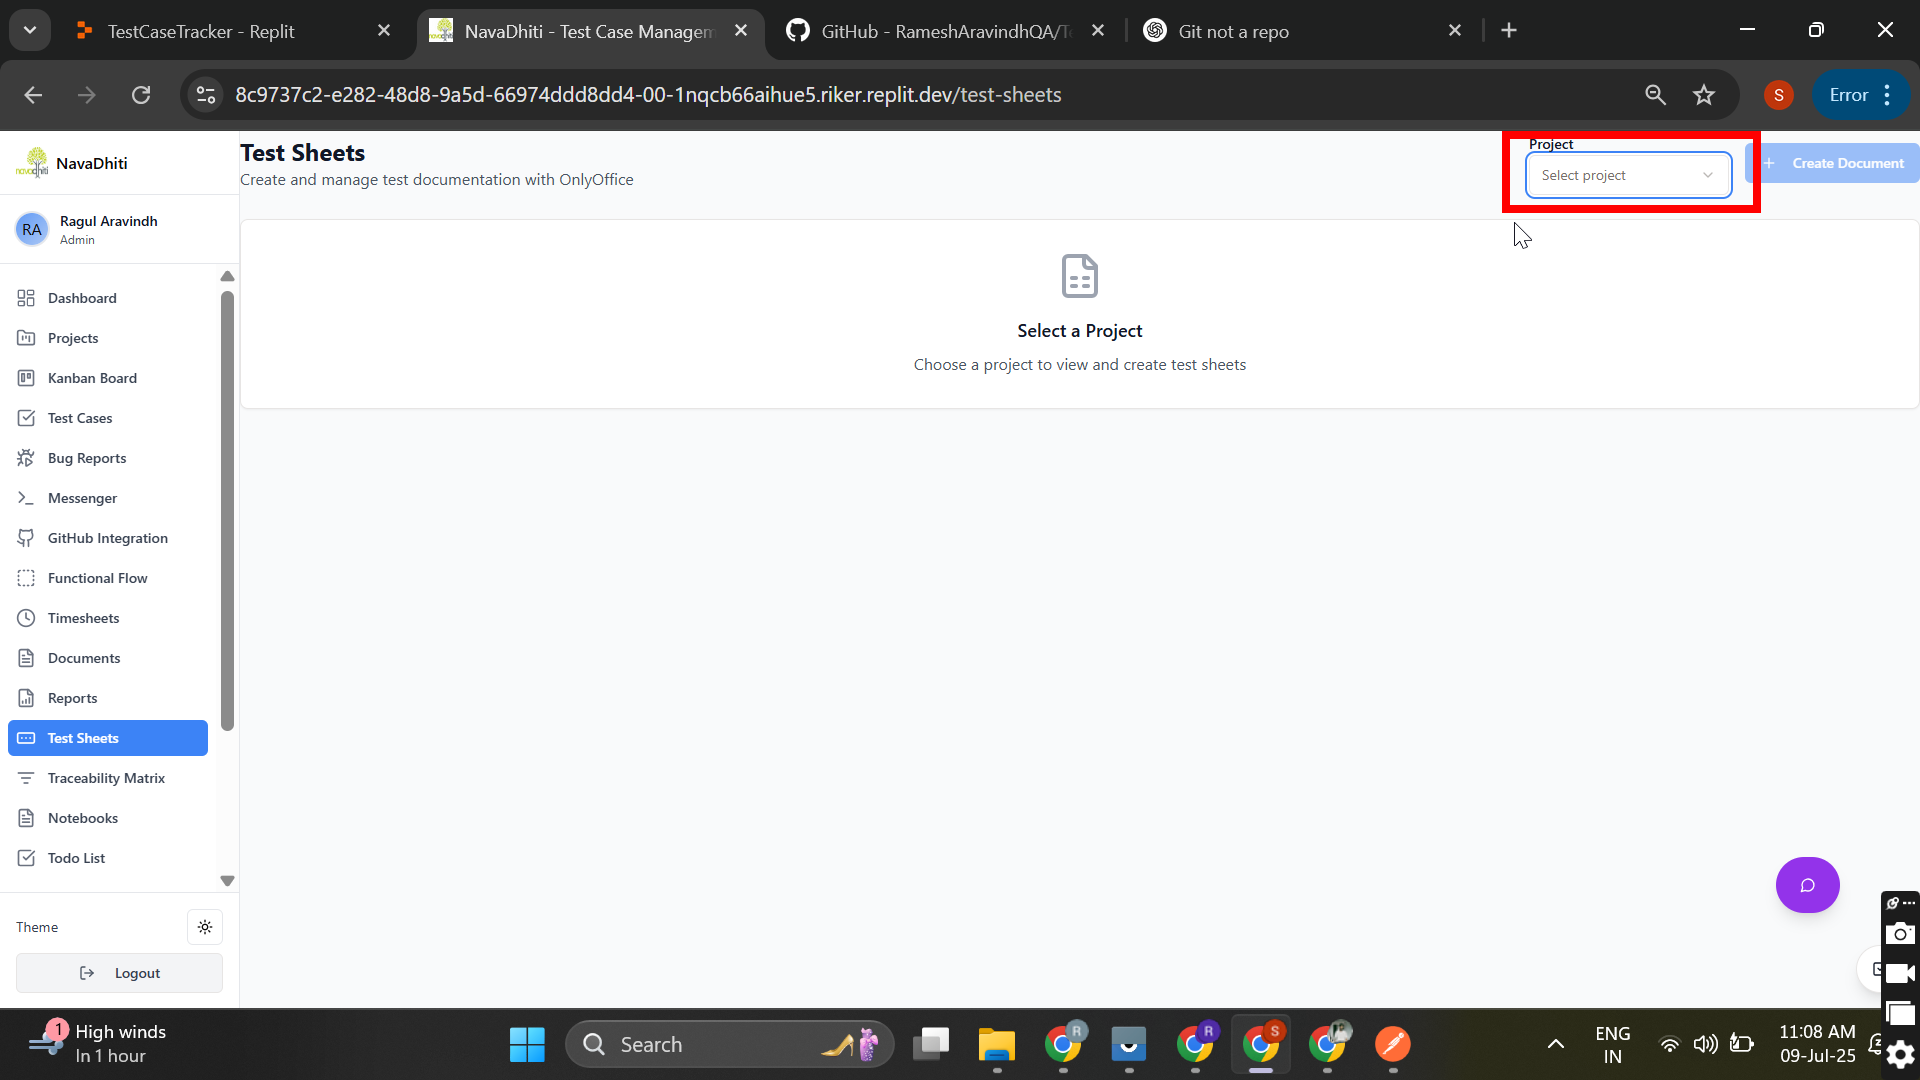 TestCaseTracker - Replit
NavaDhiti - Test Case Managem
GitHub - RameshAravindhQA/Te
Git not a repo
8c9737c2-e282-48d8-9a5d-66974ddd8dd4-00-1nqcb66aihue5.riker.replit.dev/test-sheets
S
Error
NavaDhiti
RA
Ragul Aravindh
Admin
Dashboard
Projects
Kanban Board
Test Cases
Bug Reports
Messenger
GitHub Integration
Functional Flow
Timesheets
Documents
Reports
Test Sheets
Traceability Matrix
Notebooks
Todo List
Theme
Logout
Test Sheets
Create and manage test documentation with OnlyOffice
Project
Select project
Create Document
Select a Project
Choose a project to view and create test sheets
1
High winds
In 1 hour
Search
R
R
S
ENG
IN
11:08 AM
09-Jul-25